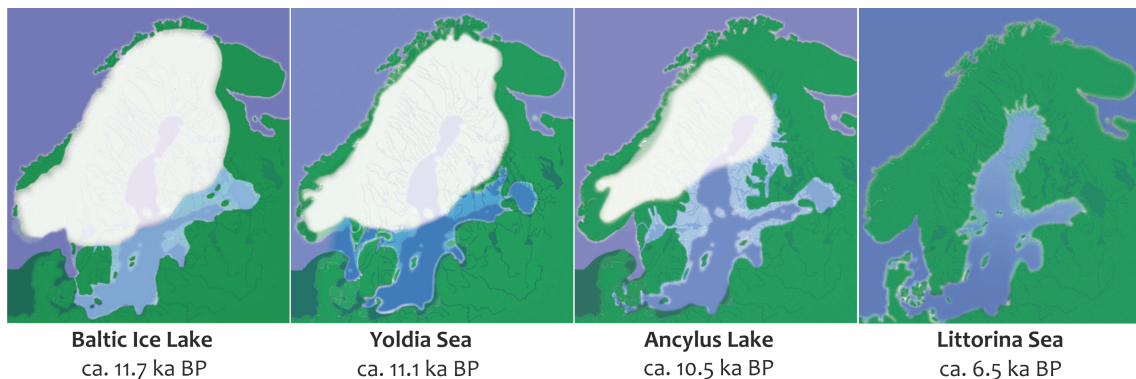 Baltic Ice Lake
ca. 11.7 ka BP
Yoldia Sea
ca. 11.1 ka BP
Ancylus Lake
ca. 10.5 ka BP
Littorina Sea
ca. 6.5 ka BP